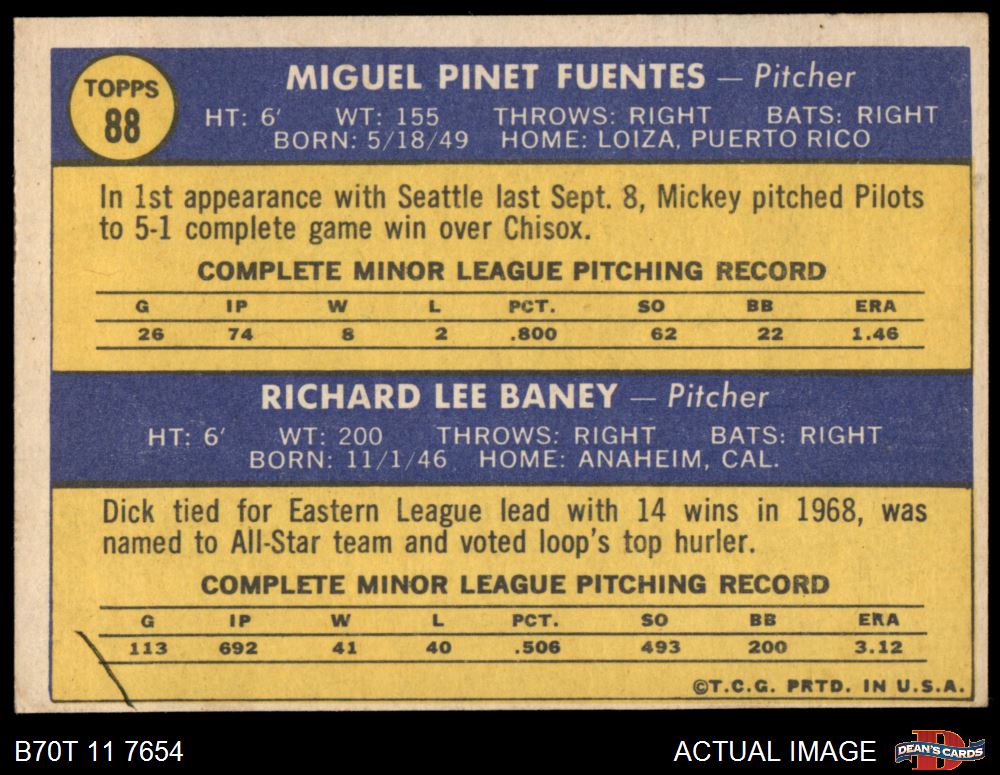 TOPPS
88
MIGUEL PINET FUENTES — Pitcher
HT: 6' WT: 155 THROWS: RIGHT BATS: RIGHT
BORN: 5/18/49 HOME: LOIZA, PUERTO RICO
In 1st appearance with Seattle last Sept. 8, Mickey pitched Pilots
to 5-1 complete game win over Chisox.
COMPLETE MINOR LEAGUE PITCHING RECORD
G IP W L PCT. SO BB ERA
26 74 8 2 .800 62 22 1.46
RICHARD LEE BANEY — Pitcher
HT: 6' WT: 200 THROWS: RIGHT BATS: RIGHT
BORN: 11/1/46 HOME: ANAHEIM, CAL.
Dick tied for Eastern League lead with 14 wins in 1968, was
named to All-Star team and voted loop's top hurler.
COMPLETE MINOR LEAGUE PITCHING RECORD
G IP W L PCT. SO BB ERA
113 692 41 40 .506 493 200 3.12
©T.C.G. PRTD. IN U.S.A.
B70T 11 7654 ACTUAL IMAGE
DEAN'S CARDS